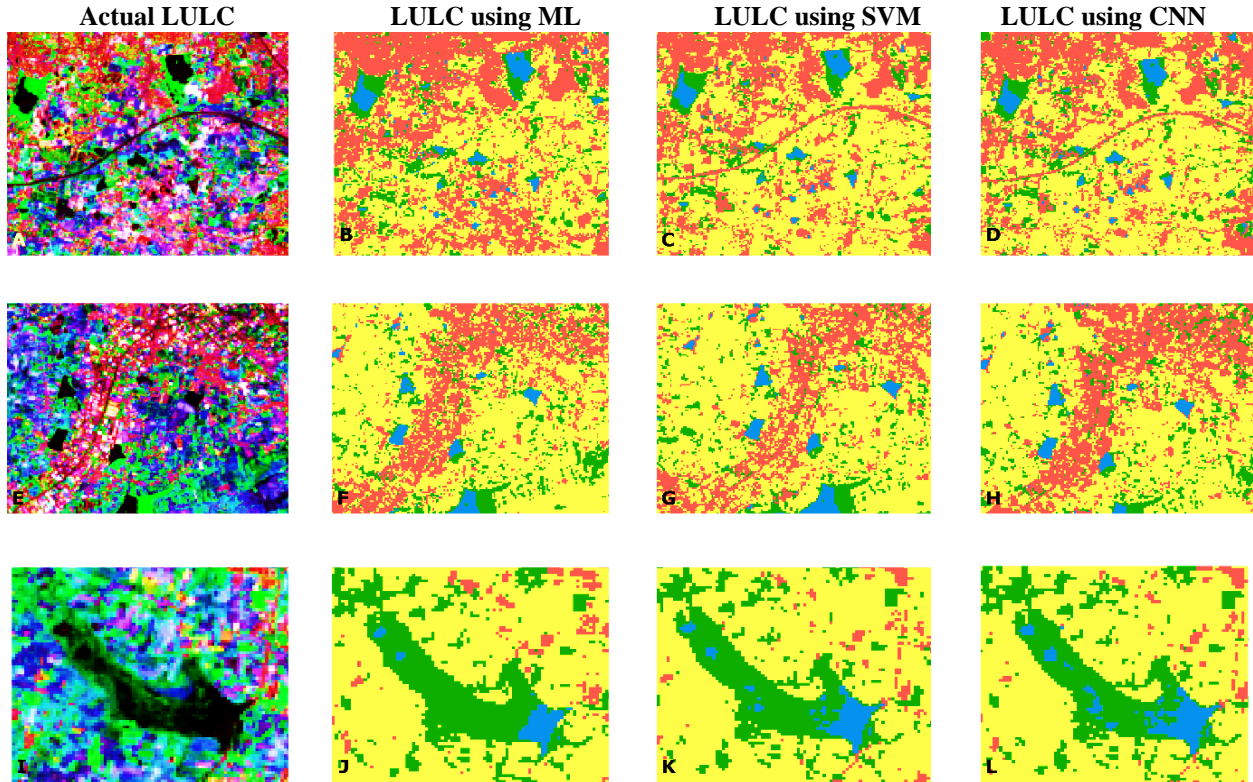 Actual LULC
LULC using ML
LULC using SVM
LULC using CNN
A
B
C
D
E
F
G
H
I
J
K
L